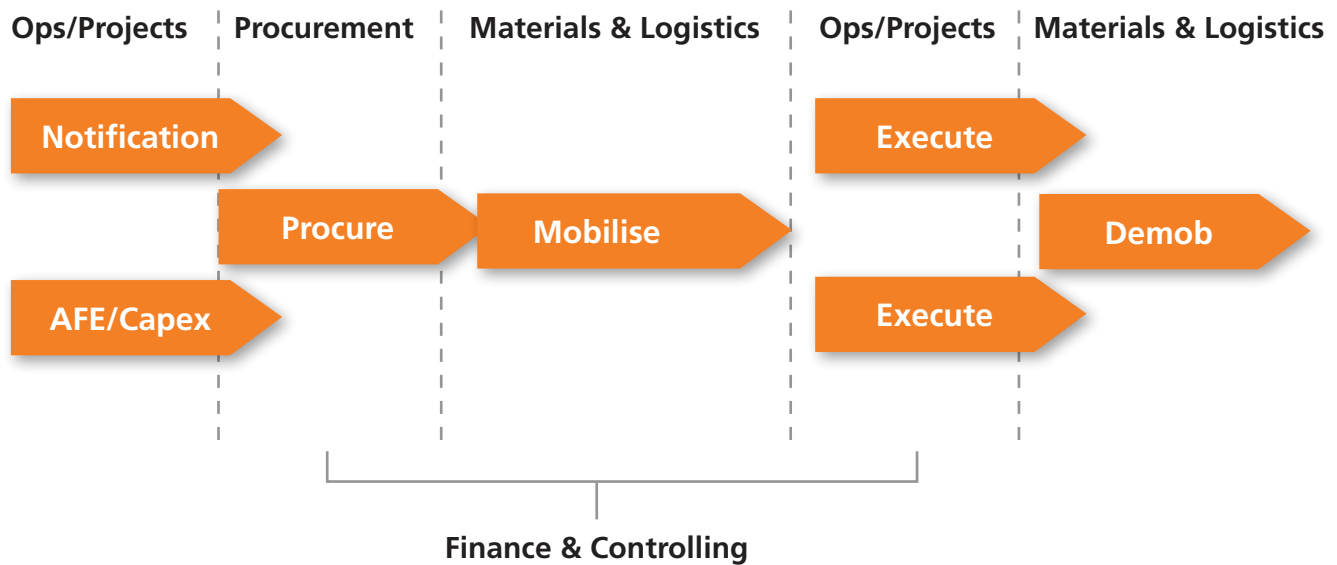 Ops/Projects
Procurement
Materials & Logistics
Ops/Projects
Materials & Logistics
Notification
Execute
Procure
Mobilise
Demob
AFE/Capex
Execute
Finance & Controlling